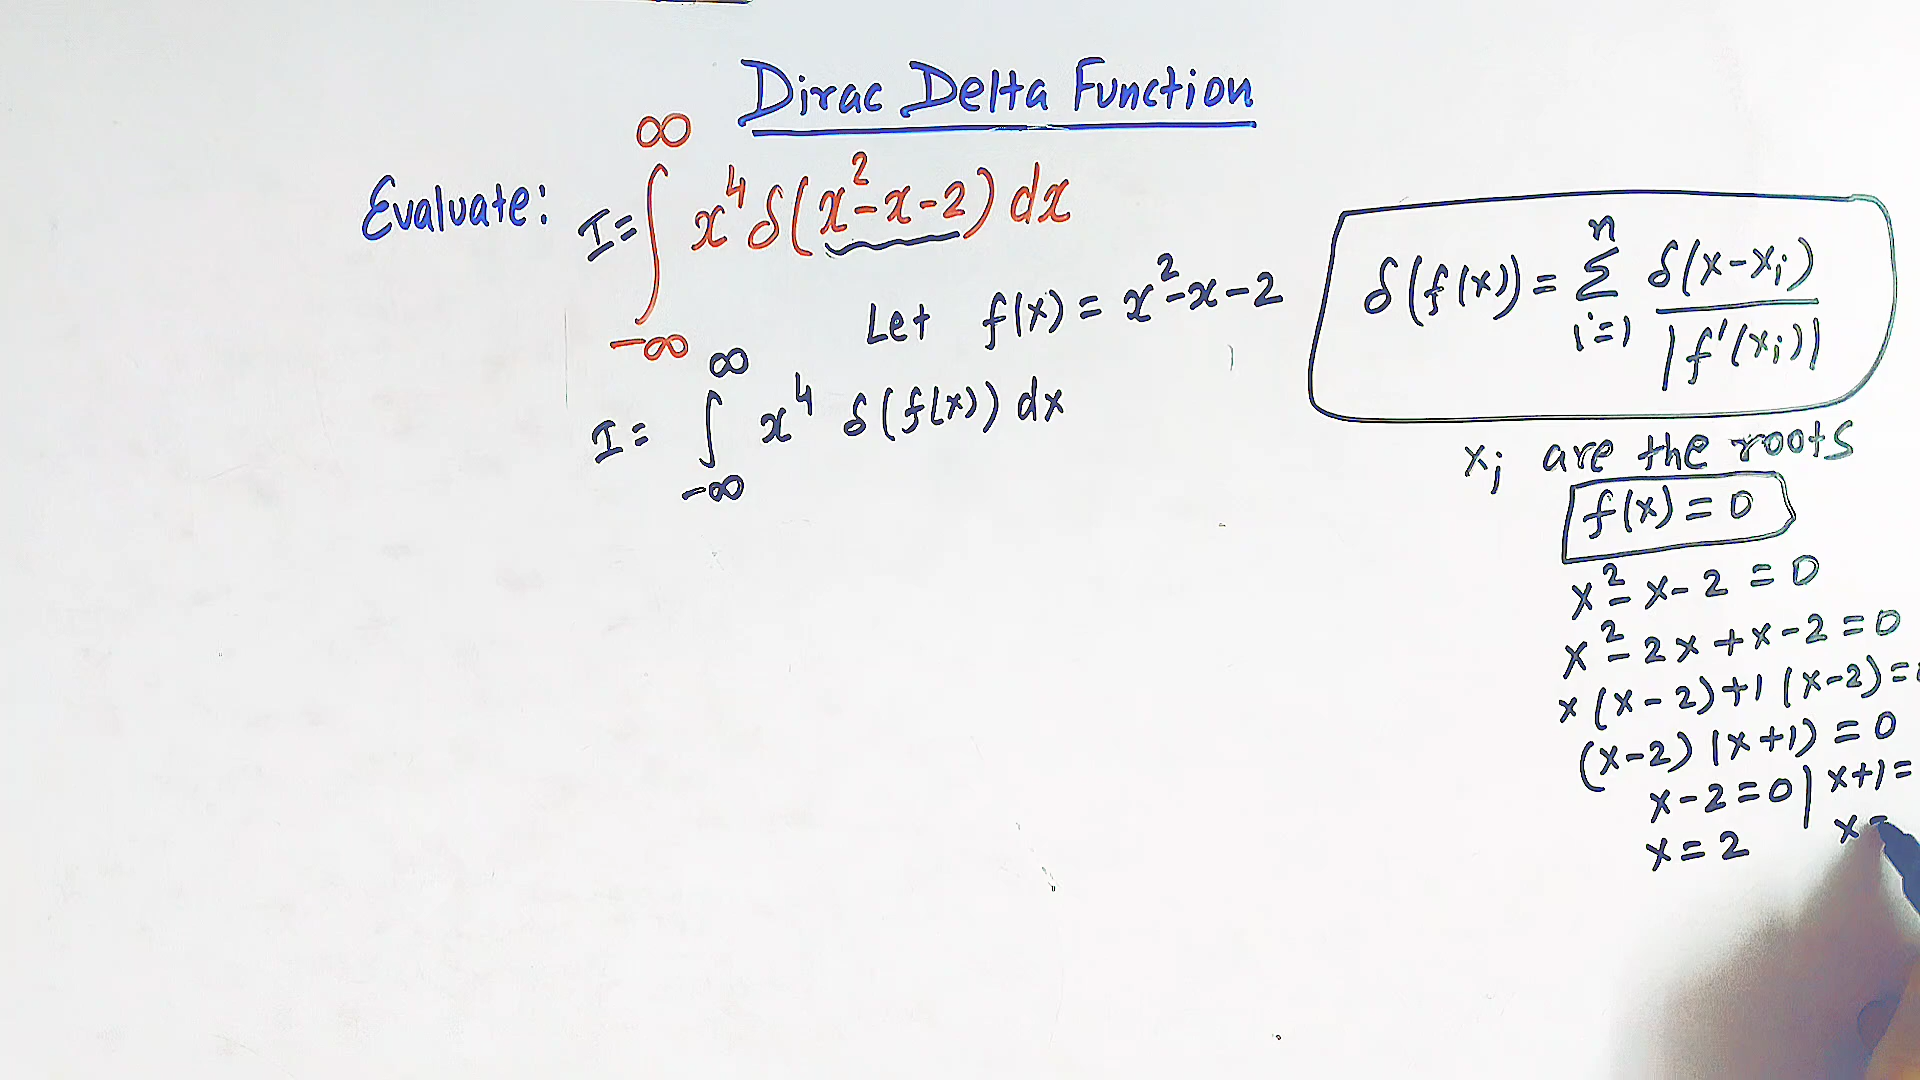 Dirac Delta Function
Evaluate: I = ∫_{-∞}^{∞} x⁴ δ(x²-x-2) dx
Let f(x) = x²-x-2
I = ∫_{-∞}^{∞} x⁴ δ(f(x)) dx
δ(f(x)) = Σ_{i=1}^{n} δ(x-xᵢ) / |f'(xᵢ)|
xᵢ are the roots
f(x) = 0
x²-x-2 = 0
x²-2x+x-2=0
x(x-2)+1(x-2)=
(x-2)(x+1)=0
x-2=0 | x+1=
x=2 x=